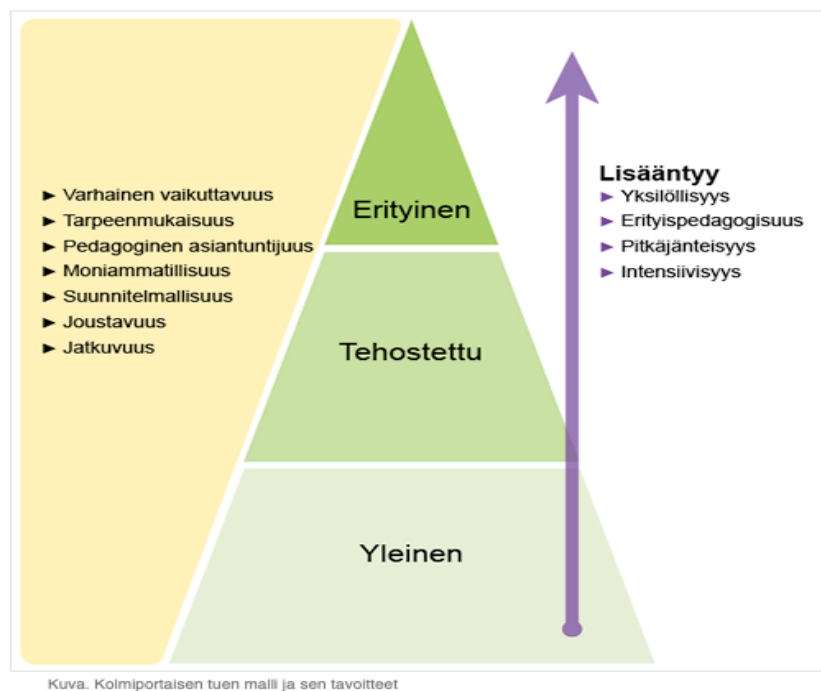 ► Varhainen vaikuttavuus
► Tarpeenmukaisuus
► Pedagoginen asiantuntijuus
► Moniammatillisuus
► Suunnitelmallisuus
► Joustavuus
► Jatkuvuus
Erityinen
Tehostettu
Yleinen
Lisääntyy
► Yksilöllisyys
► Erityispedagogisuus
► Pitkäjänteisyys
► Intensiivisyys
Kuva. Kolmiportaisen tuen malli ja sen tavoitteet